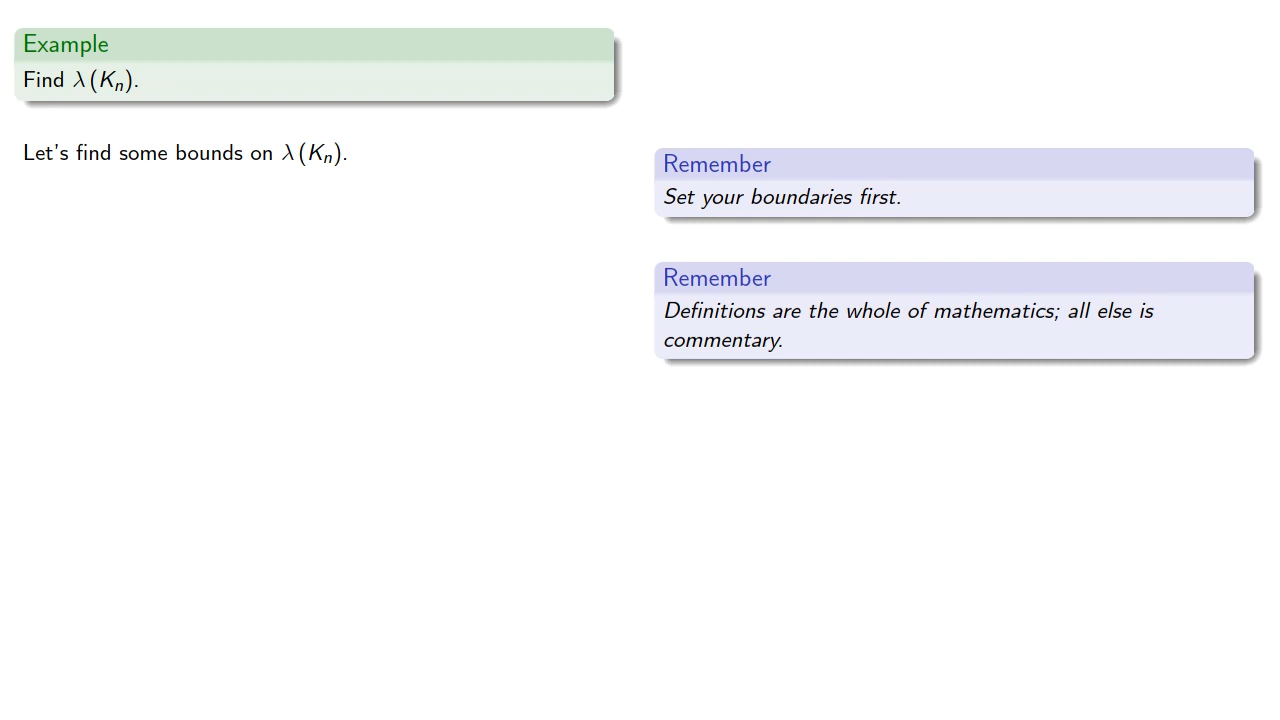 Example
Find λ(Kₙ).
Let's find some bounds on λ(Kₙ).
Remember
Set your boundaries first.
Remember
Definitions are the whole of mathematics; all else is
commentary.